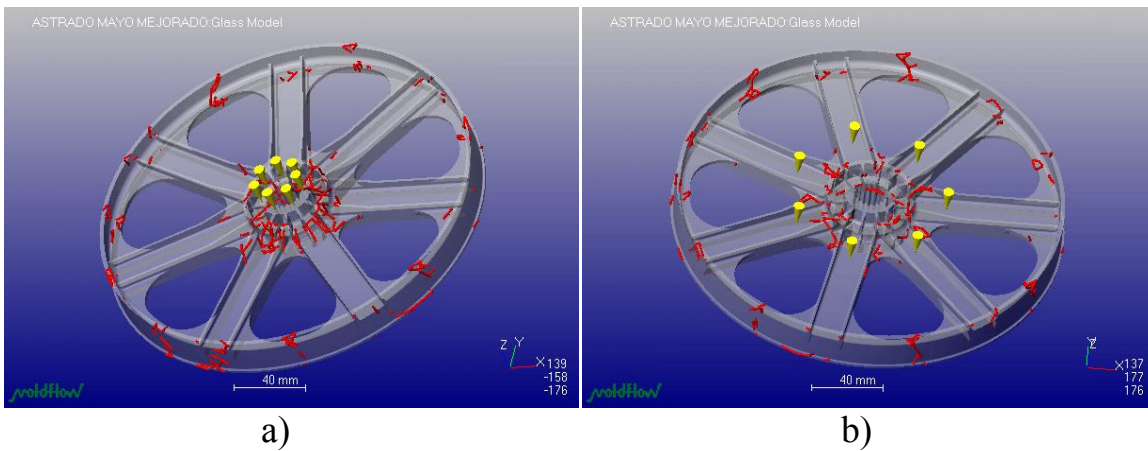 ASTRADO MAYO MEJORADO:Glass Model
Z Y
X
139
-158
-176
40 mm
moldflow
a)
ASTRADO MAYO MEJORADO:Glass Model
Z
Y
X
137
177
176
40 mm
moldflow
b)